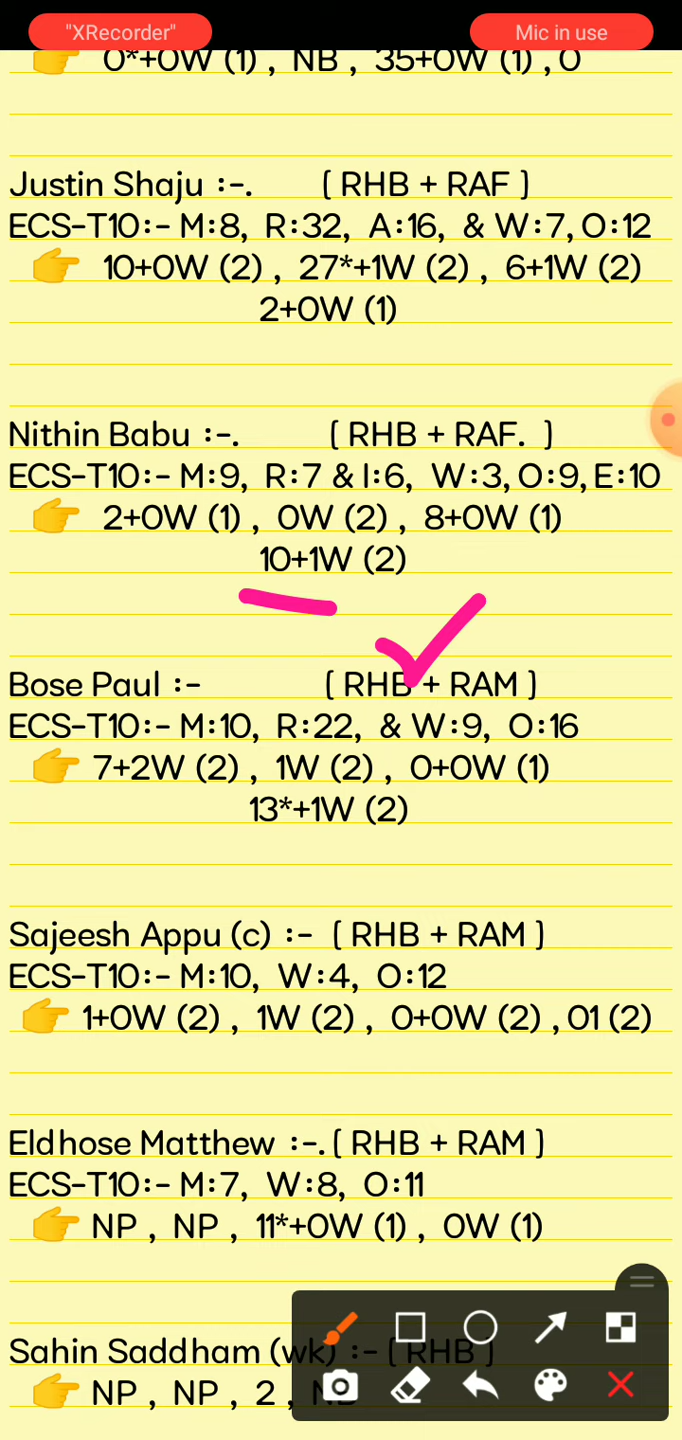 "XRecorder"
Mic in use
0*+0W (1) , NB , 35+0W (1) , 0
Justin Shaju :-. [ RHB + RAF ]
ECS-T10:- M:8, R:32, A:16, & W:7, O:12
10+0W (2) , 27*+1W (2) , 6+1W (2)
2+0W (1)
Nithin Babu :-. [ RHB + RAF. ]
ECS-T10:- M:9, R:7 & I:6, W:3, O:9, E:10
2+0W (1) , 0W (2) , 8+0W (1)
10+1W (2)
Bose Paul :- [ RHB + RAM ]
ECS-T10:- M:10, R:22, & W:9, O:16
7+2W (2) , 1W (2) , 0+0W (1)
13*+1W (2)
Sajeesh Appu (c) :- [ RHB + RAM ]
ECS-T10:- M:10, W:4, O:12
1+0W (2) , 1W (2) , 0+0W (2) , 01 (2)
Eldhose Matthew :-. [ RHB + RAM ]
ECS-T10:- M:7, W:8, O:11
NP , NP , 11*+0W (1) , 0W (1)
Sahin Saddham (wk) :- [ RHB ]
NP , NP , 2 , NB